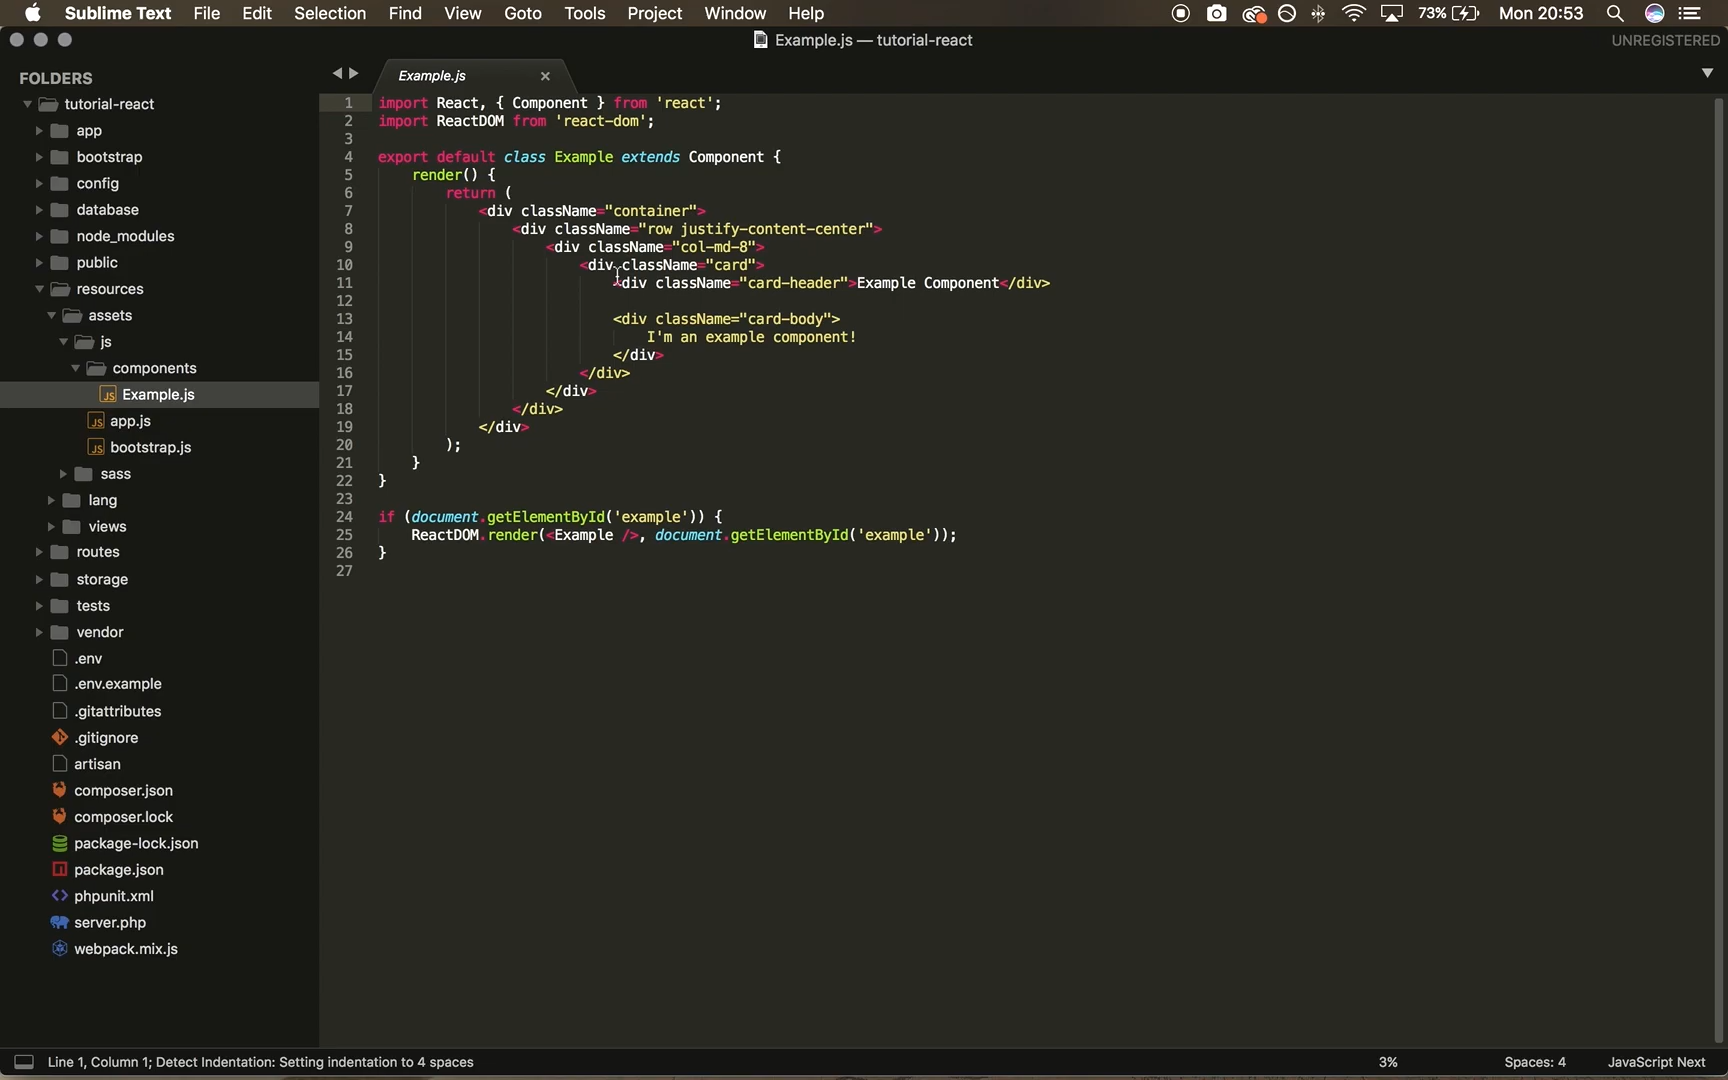 Sublime Text File Edit Selection Find View Goto Tools Project Window Help 73% Mon 20:53
Example.js — tutorial-react UNREGISTERED
FOLDERS
tutorial-react
app
bootstrap
config
database
node_modules
public
resources
assets
js
components
Example.js
app.js
bootstrap.js
sass
lang
views
routes
storage
tests
vendor
.env
.env.example
.gitattributes
.gitignore
artisan
composer.json
composer.lock
package-lock.json
package.json
phpunit.xml
server.php
webpack.mix.js
Example.js
1 import React, { Component } from 'react';
2 import ReactDOM from 'react-dom';
3
4 export default class Example extends Component {
5 render() {
6 return (
7 <div className="container">
8 <div className="row justify-content-center">
9 <div className="col-md-8">
10 <div className="card">
11 <div className="card-header">Example Component</div>
12
13 <div className="card-body">
14 I'm an example component!
15 </div>
16 </div>
17 </div>
18 </div>
19 </div>
20 );
21 }
22 }
23
24 if (document.getElementById('example')) {
25 ReactDOM.render(<Example />, document.getElementById('example'));
26 }
27
Line 1, Column 1; Detect Indentation: Setting indentation to 4 spaces 3% Spaces: 4 JavaScript Next